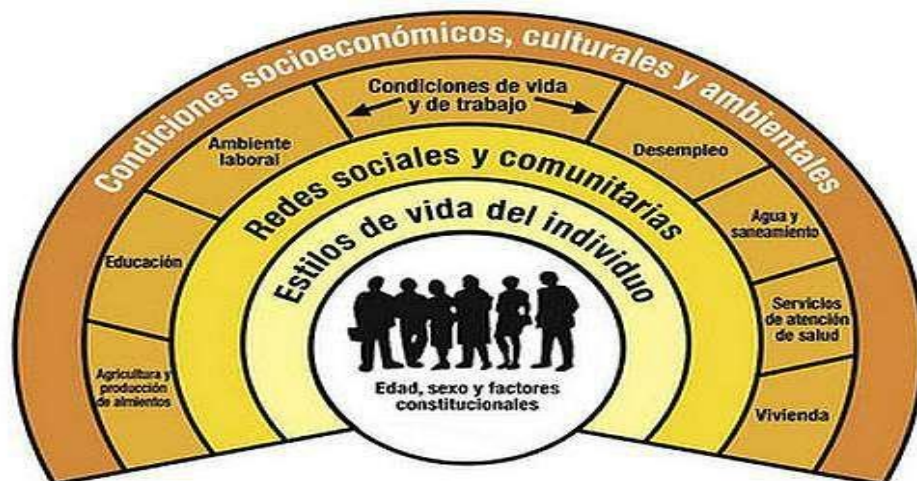 Condiciones socioeconómicos, culturales y ambientales
Condiciones de vida
y de trabajo
Ambiente
laboral
Desempleo
Educación
Agua y
saneamiento
Agricultura y
producción
de almientos
Servicios
de atención
de salud
Vivienda
Redes sociales y comunitarias
Estilos de vida del individuo
Edad, sexo y factores
constitucionales